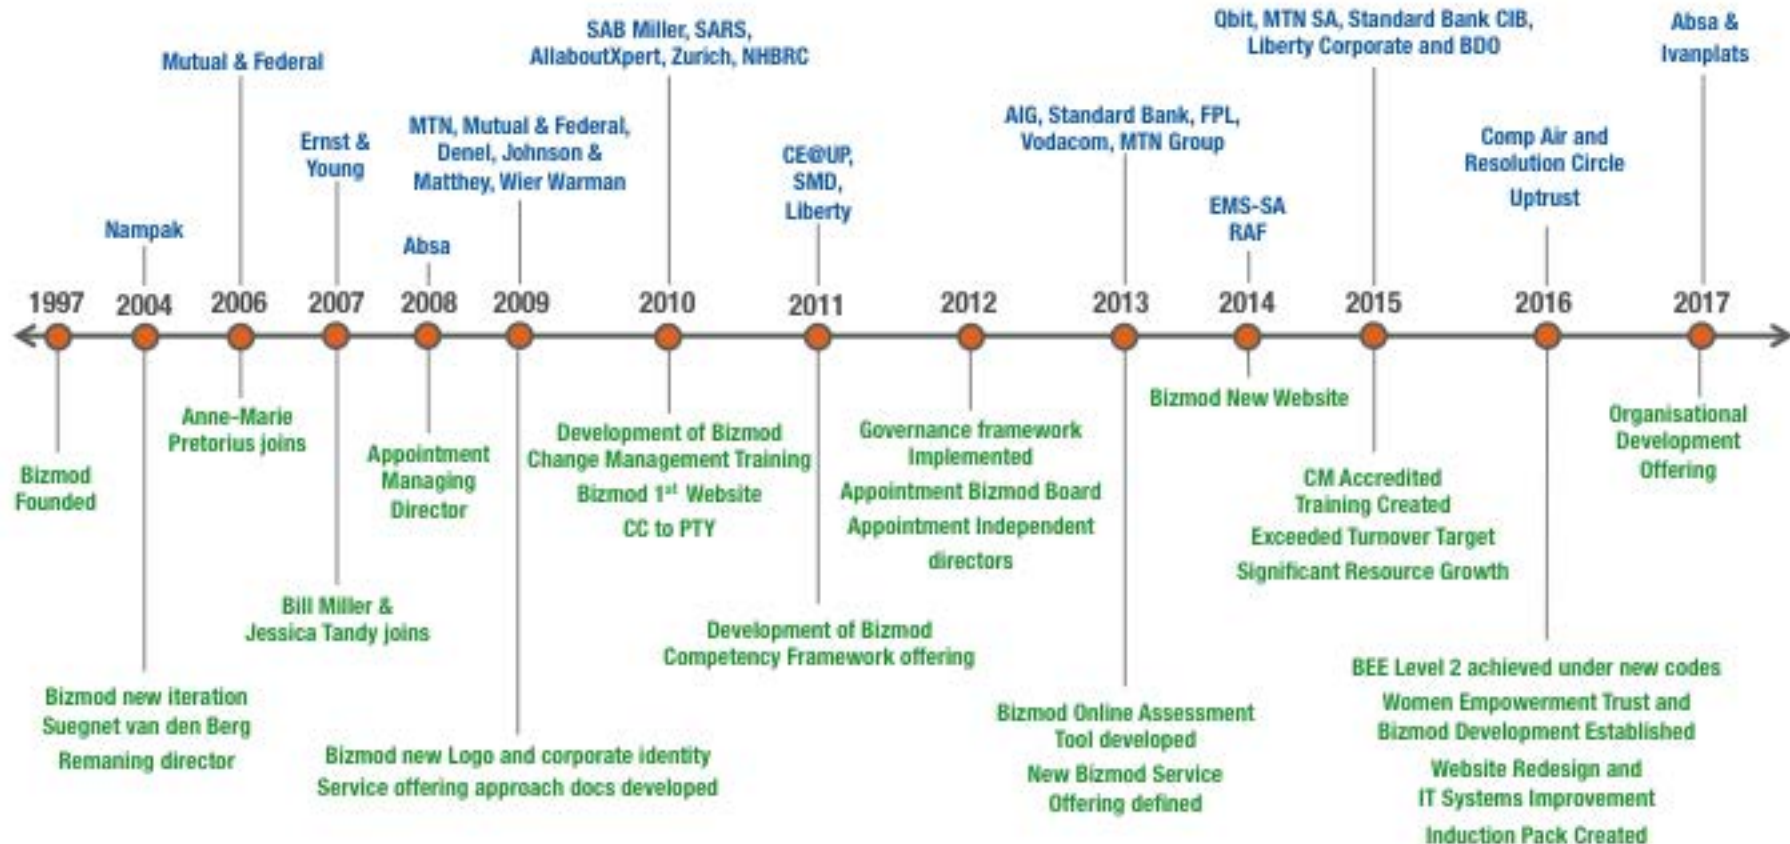 Mutual & Federal
SAB Miller, SARS,
AllaboutXpert, Zurich, NHBRC
Qbit, MTN SA, Standard Bank CIB,
Liberty Corporate and BDO
Absa &
Ivanplats
Nampak
Ernst &
Young
Absa
MTN, Mutual & Federal,
Denel, Johnson &
Matthey, Wier Warman
CE@UP,
SMD,
Liberty
AIG, Standard Bank, FPL,
Vodacom, MTN Group
EMS-SA
RAF
Comp Air and
Resolution Circle
Uptrust
1997
2004
2006
2007
2008
2009
2010
2011
2012
2013
2014
2015
2016
2017
Bizmod
Founded
Bizmod new iteration
Suegnet van den Berg
Remaning director
Anne-Marie
Pretorius joins
Bill Miller &
Jessica Tandy joins
Appointment
Managing
Director
Bizmod new Logo and corporate identity
Service offering approach docs developed
Development of Bizmod
Change Management Training
Bizmod 1st Website
CC to PTY
Development of Bizmod
Competency Framework offering
Governance framework
Implemented
Appointment Bizmod Board
Appointment Independent
directors
Bizmod Online Assessment
Tool developed
New Bizmod Service
Offering defined
Bizmod New Website
CM Accredited
Training Created
Exceeded Turnover Target
Significant Resource Growth
BEE Level 2 achieved under new codes
Women Empowerment Trust and
Bizmod Development Established
Website Redesign and
IT Systems Improvement
Induction Pack Created
Organisational
Development
Offering